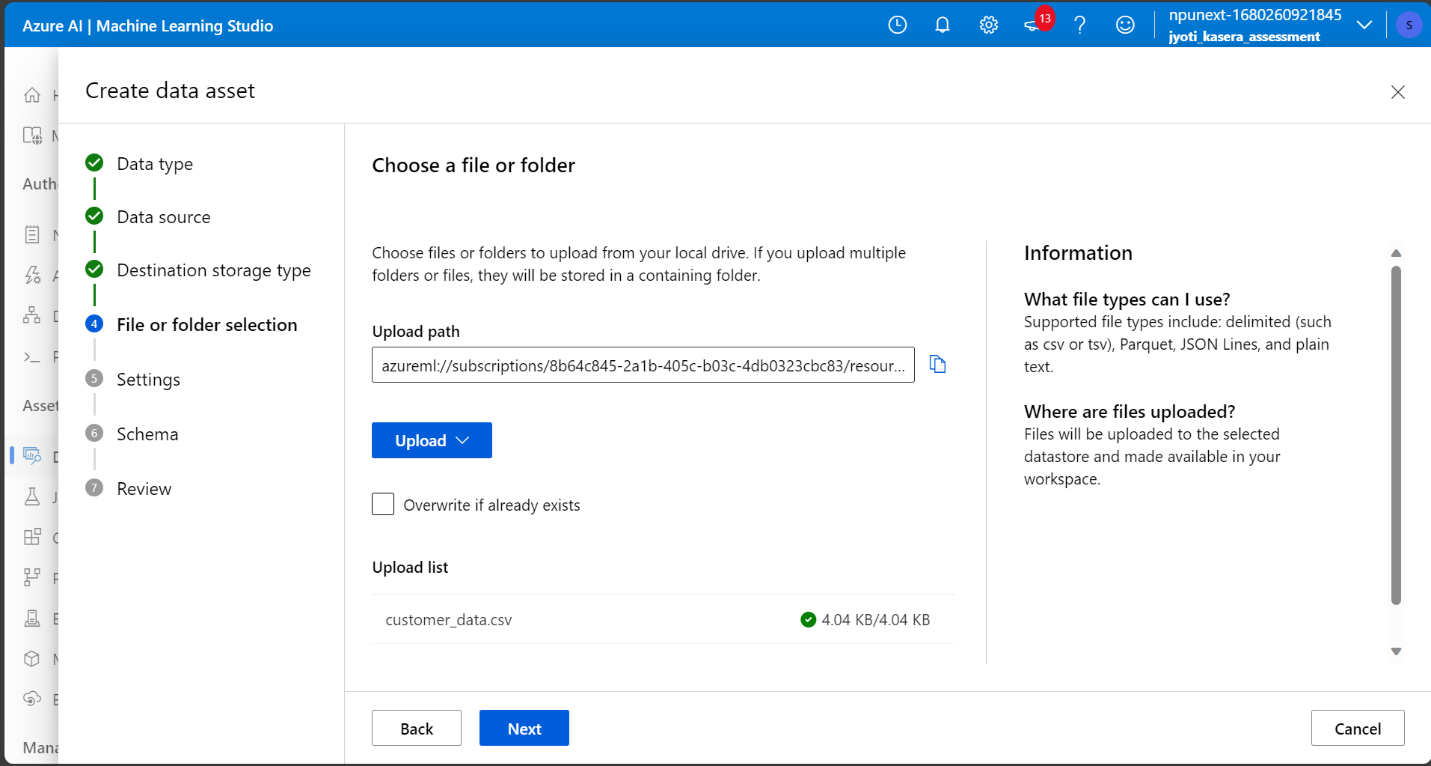 Azure AI | Machine Learning Studio
13
npunext-1680260921845
jyoti_kasera_assessment
S
Create data asset
Data type
Data source
Destination storage type
4 File or folder selection
5 Settings
6 Schema
7 Review
Choose a file or folder
Choose files or folders to upload from your local drive. If you upload multiple
folders or files, they will be stored in a containing folder.
Upload path
azureml://subscriptions/8b64c845-2a1b-405c-b03c-4db0323cbc83/resour...
Upload
Overwrite if already exists
Upload list
customer_data.csv 4.04 KB/4.04 KB
Information
What file types can I use?
Supported file types include: delimited (such
as csv or tsv), Parquet, JSON Lines, and plain
text.
Where are files uploaded?
Files will be uploaded to the selected
datastore and made available in your
workspace.
Back
Next
Cancel